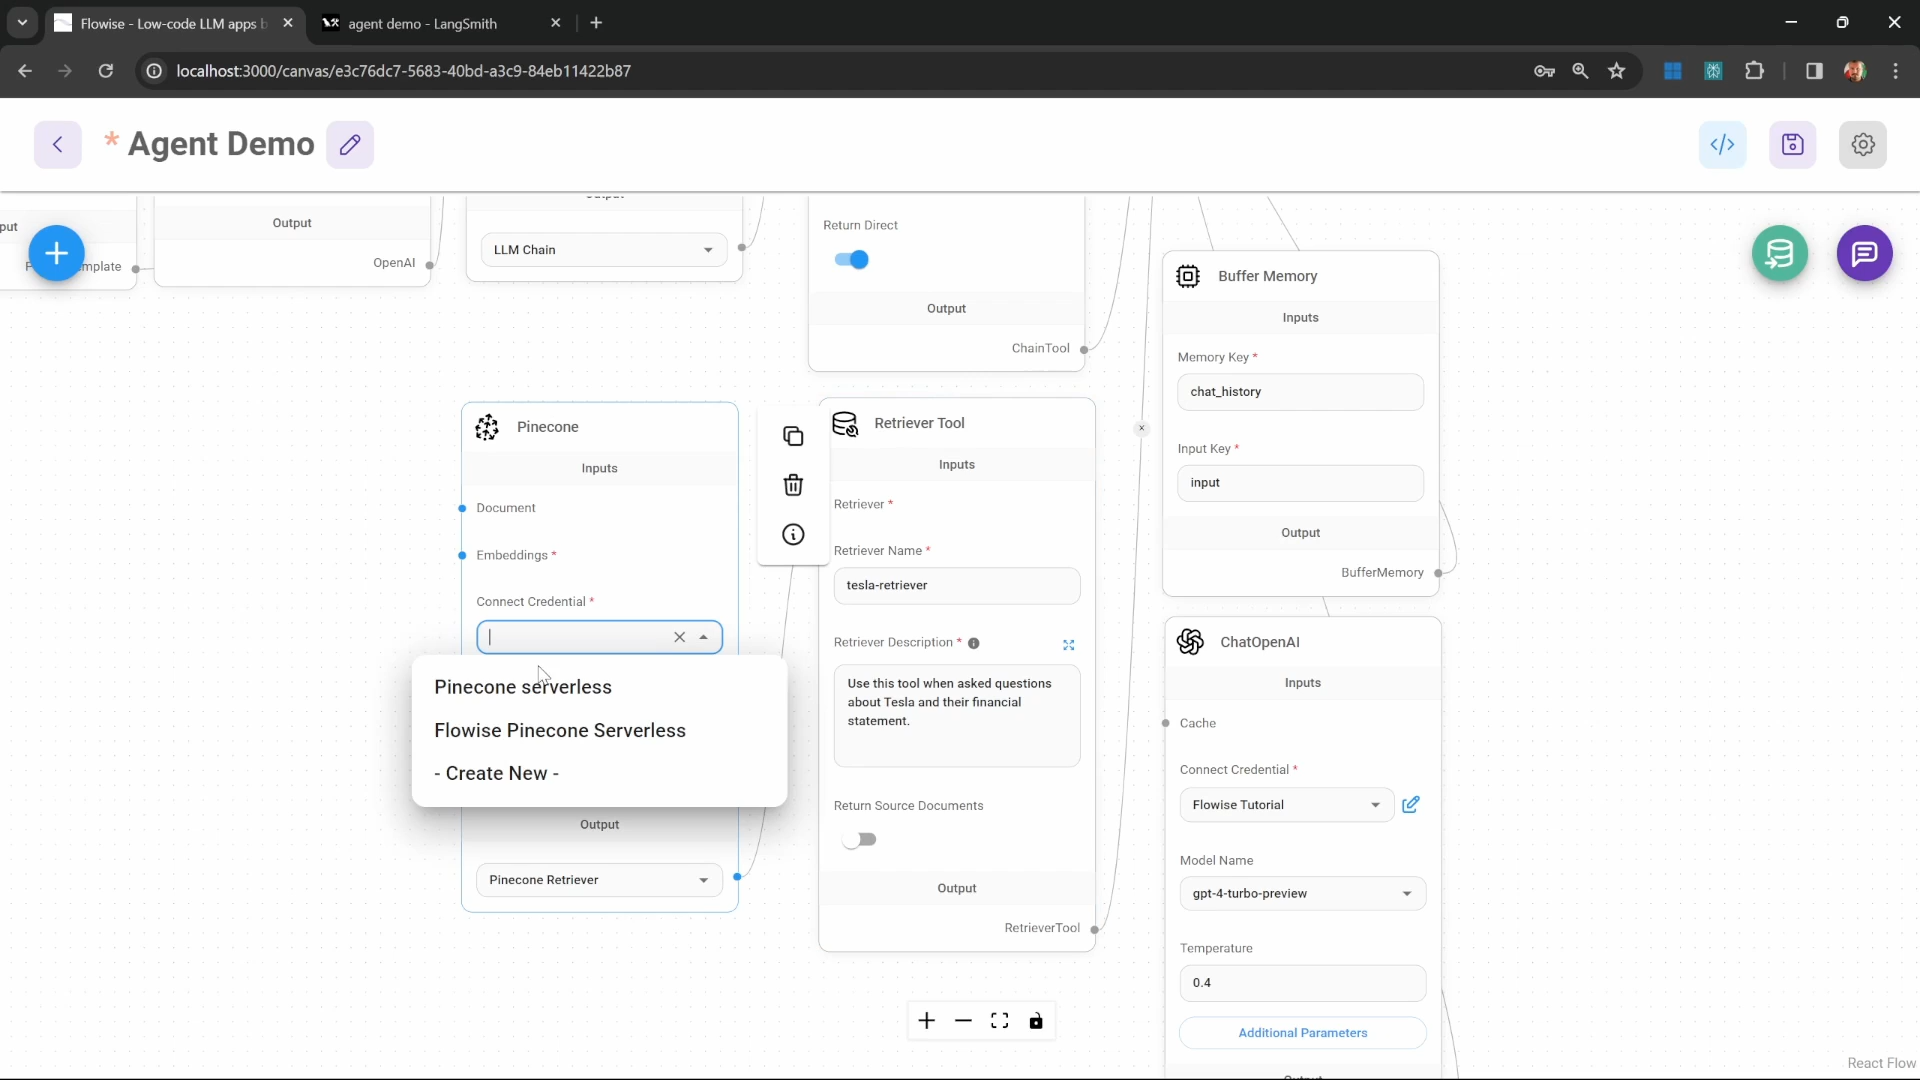 Flowise - Low-code LLM apps b
agent demo - LangSmith
localhost:3000/canvas/e3c76dc7-5683-40bd-a3c9-84eb11422b87
* Agent Demo
</>
put
Output
Output
LLM Chain
OpenAI
mplate
Return Direct
Output
ChainTool
Buffer Memory
Inputs
Memory Key *
chat_history
Input Key *
input
Output
BufferMemory
Pinecone
Inputs
Document
Embeddings *
Connect Credential *
Pinecone serverless
Flowise Pinecone Serverless
- Create New -
Output
Pinecone Retriever
Retriever Tool
Inputs
Retriever *
Retriever Name *
tesla-retriever
Retriever Description *
Use this tool when asked questions
about Tesla and their financial
statement.
Return Source Documents
Output
RetrieverTool
ChatOpenAI
Inputs
Cache
Connect Credential *
Flowise Tutorial
Model Name
gpt-4-turbo-preview
Temperature
0.4
Additional Parameters
Output
React Flow